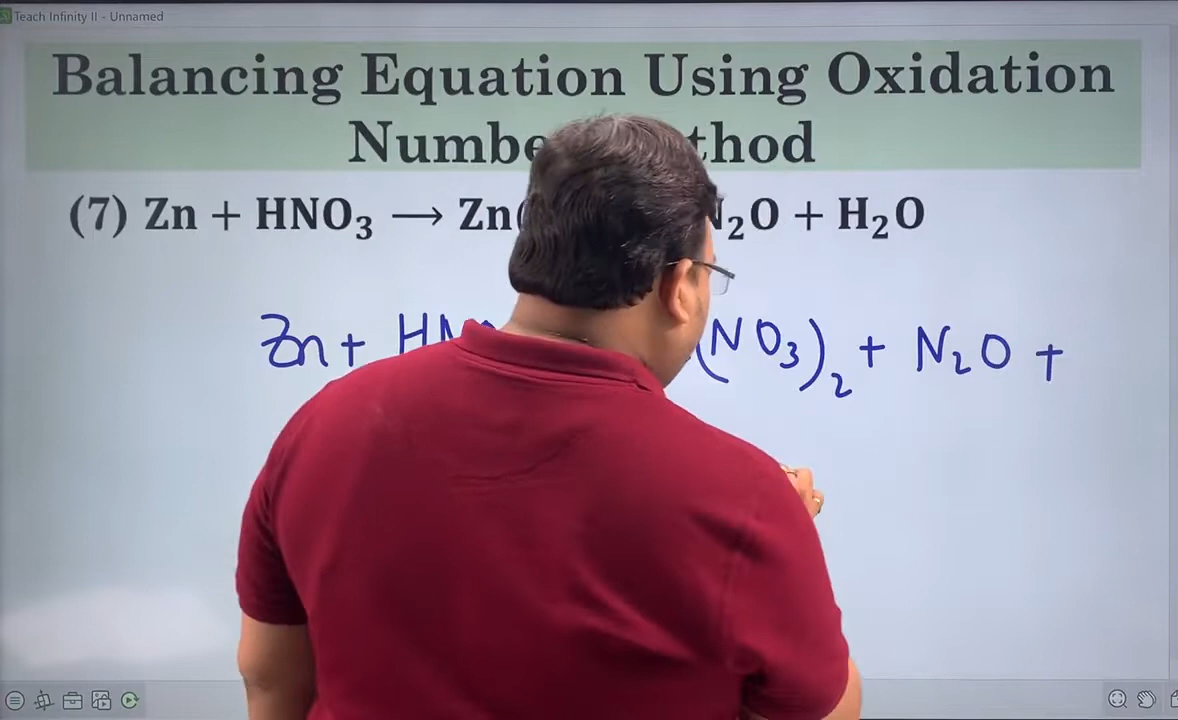 Teach Infinity II - Unnamed
Balancing Equation Using Oxidation
Numbe thod
(7) Zn + HNO₃ ⟶ Zn( ₂O + H₂O
Zn + HN (NO₃)₂ + N₂O +